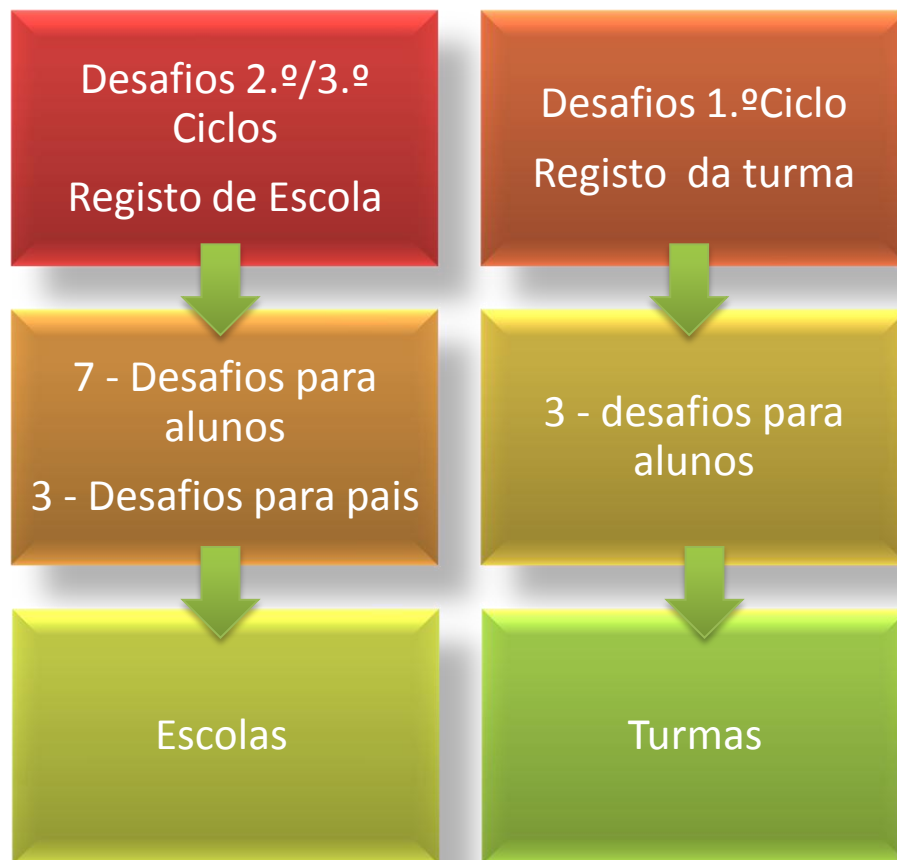 Desafios 2.º/3.º
Ciclos
Registo de Escola
Desafios 1.ºCiclo
Registo da turma
7 - Desafios para
alunos
3 - Desafios para pais
3 - desafios para
alunos
Escolas
Turmas